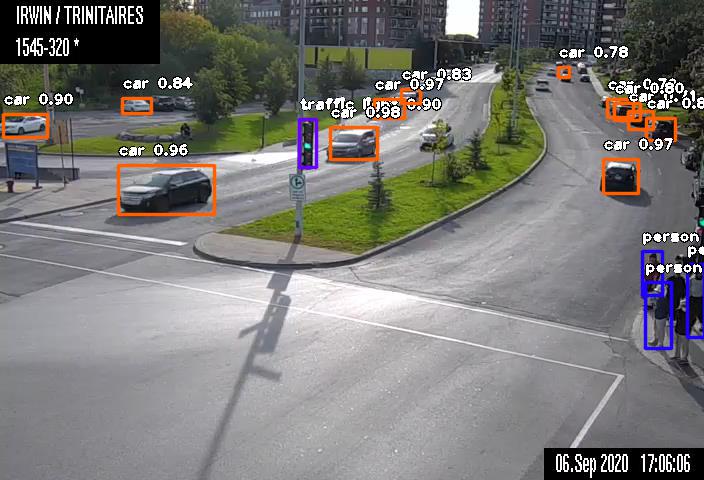 IRWIN / TRINITAIRES
1545-320 *
car 0.78
car 0.83
car 0.97
car 0.84
car 0.90
traffic
car 0.98
car 0.96
car 0.97
person
person
06.Sep 2020 17:06:06